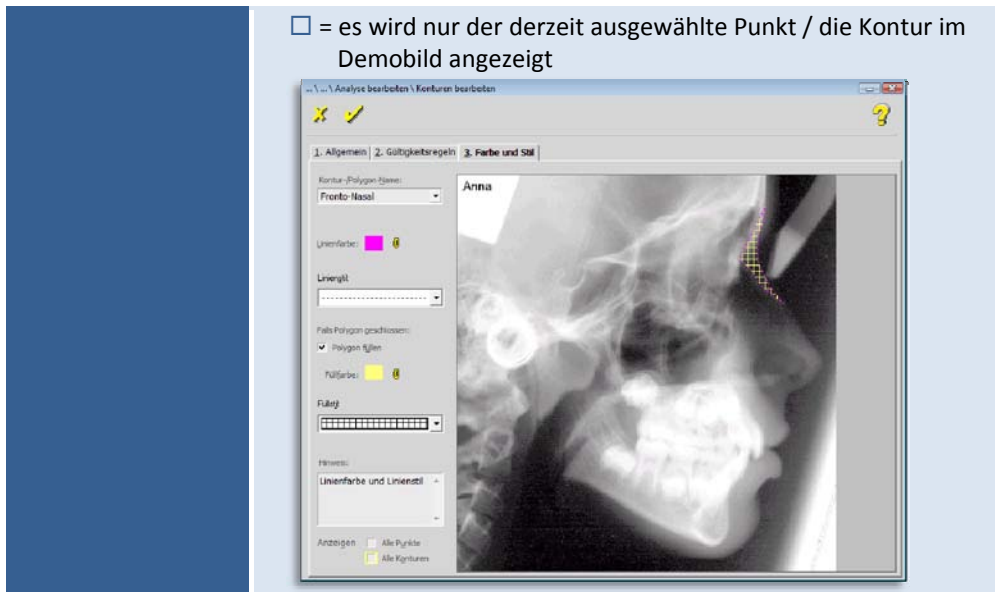 ☐ = es wird nur der derzeit ausgewählte Punkt / die Kontur im
Demobild angezeigt
... \ ... \ Analyse bearbeiten \ Konturen bearbeiten
1. Allgemein 2. Gültigkeitsregeln 3. Farbe und Stil
Kontur-/Polygon-Name:
Fronto-Nasal
Anna
Linienfarbe:
Linienstil
Falls Polygon geschlossen:
Polygon füllen
Füllfarbe:
Füllstil
Hinweis:
Linienfarbe und Linienstil
Anzeigen
Alle Punkte
Alle Konturen